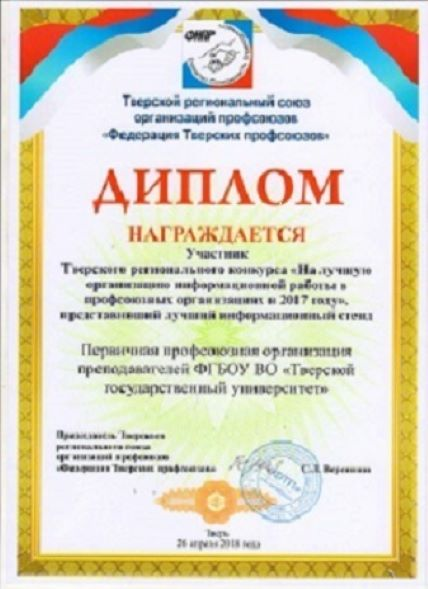 ФНПР
Тверской региональный союз
организаций профсоюзов
«Федерация Тверских профсоюзов»
ДИПЛОМ
НАГРАЖДАЕТСЯ
Участник
Тверского регионального конкурса «На лучшую
организацию информационной работы в
профсоюзных организациях в 2017 году»,
представивший лучший информационный стенд
Первичная профсоюзная организация
преподавателей ФГБОУ ВО «Тверской
государственный университет»
Председатель Тверского
регионального союза
организаций профсоюзов
«Федерация Тверских профсоюзов»
С.Л.
Тверь
26 апреля 2018 года